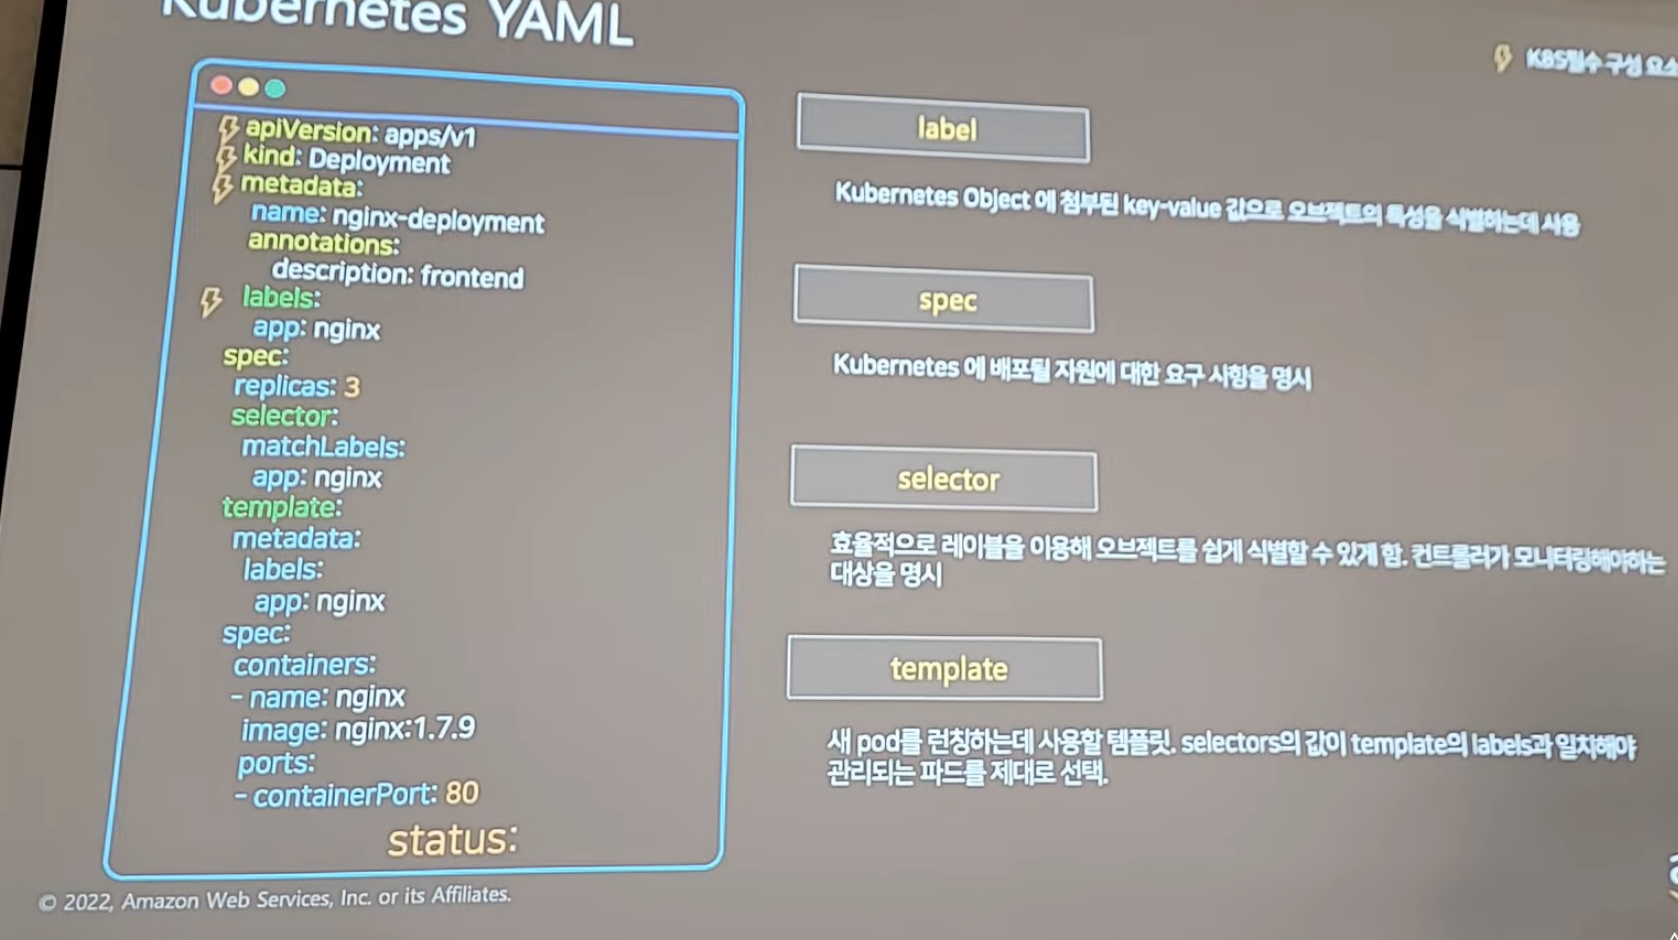 Kubernetes YAML
K8S필수 구성 요소
apiVersion: apps/v1
kind: Deployment
metadata:
name: nginx-deployment
annotations:
description: frontend
labels:
app: nginx
spec:
replicas: 3
selector:
matchLabels:
app: nginx
template:
metadata:
labels:
app: nginx
spec:
containers:
- name: nginx
image: nginx:1.7.9
ports:
- containerPort: 80
status:
label
Kubernetes Object 에 첨부된 key-value 값으로 오브젝트의 특성을 식별하는데 사용
spec
Kubernetes 에 배포될 자원에 대한 요구 사항을 명시
selector
효율적으로 레이블을 이용해 오브젝트를 쉽게 식별할 수 있게 함. 컨트롤러가 모니터링해야하는
대상을 명시
template
새 pod를 런칭하는데 사용할 템플릿. selectors의 값이 template의 labels과 일치해야
관리되는 파드를 제대로 선택.
© 2022, Amazon Web Services, Inc. or its Affiliates.